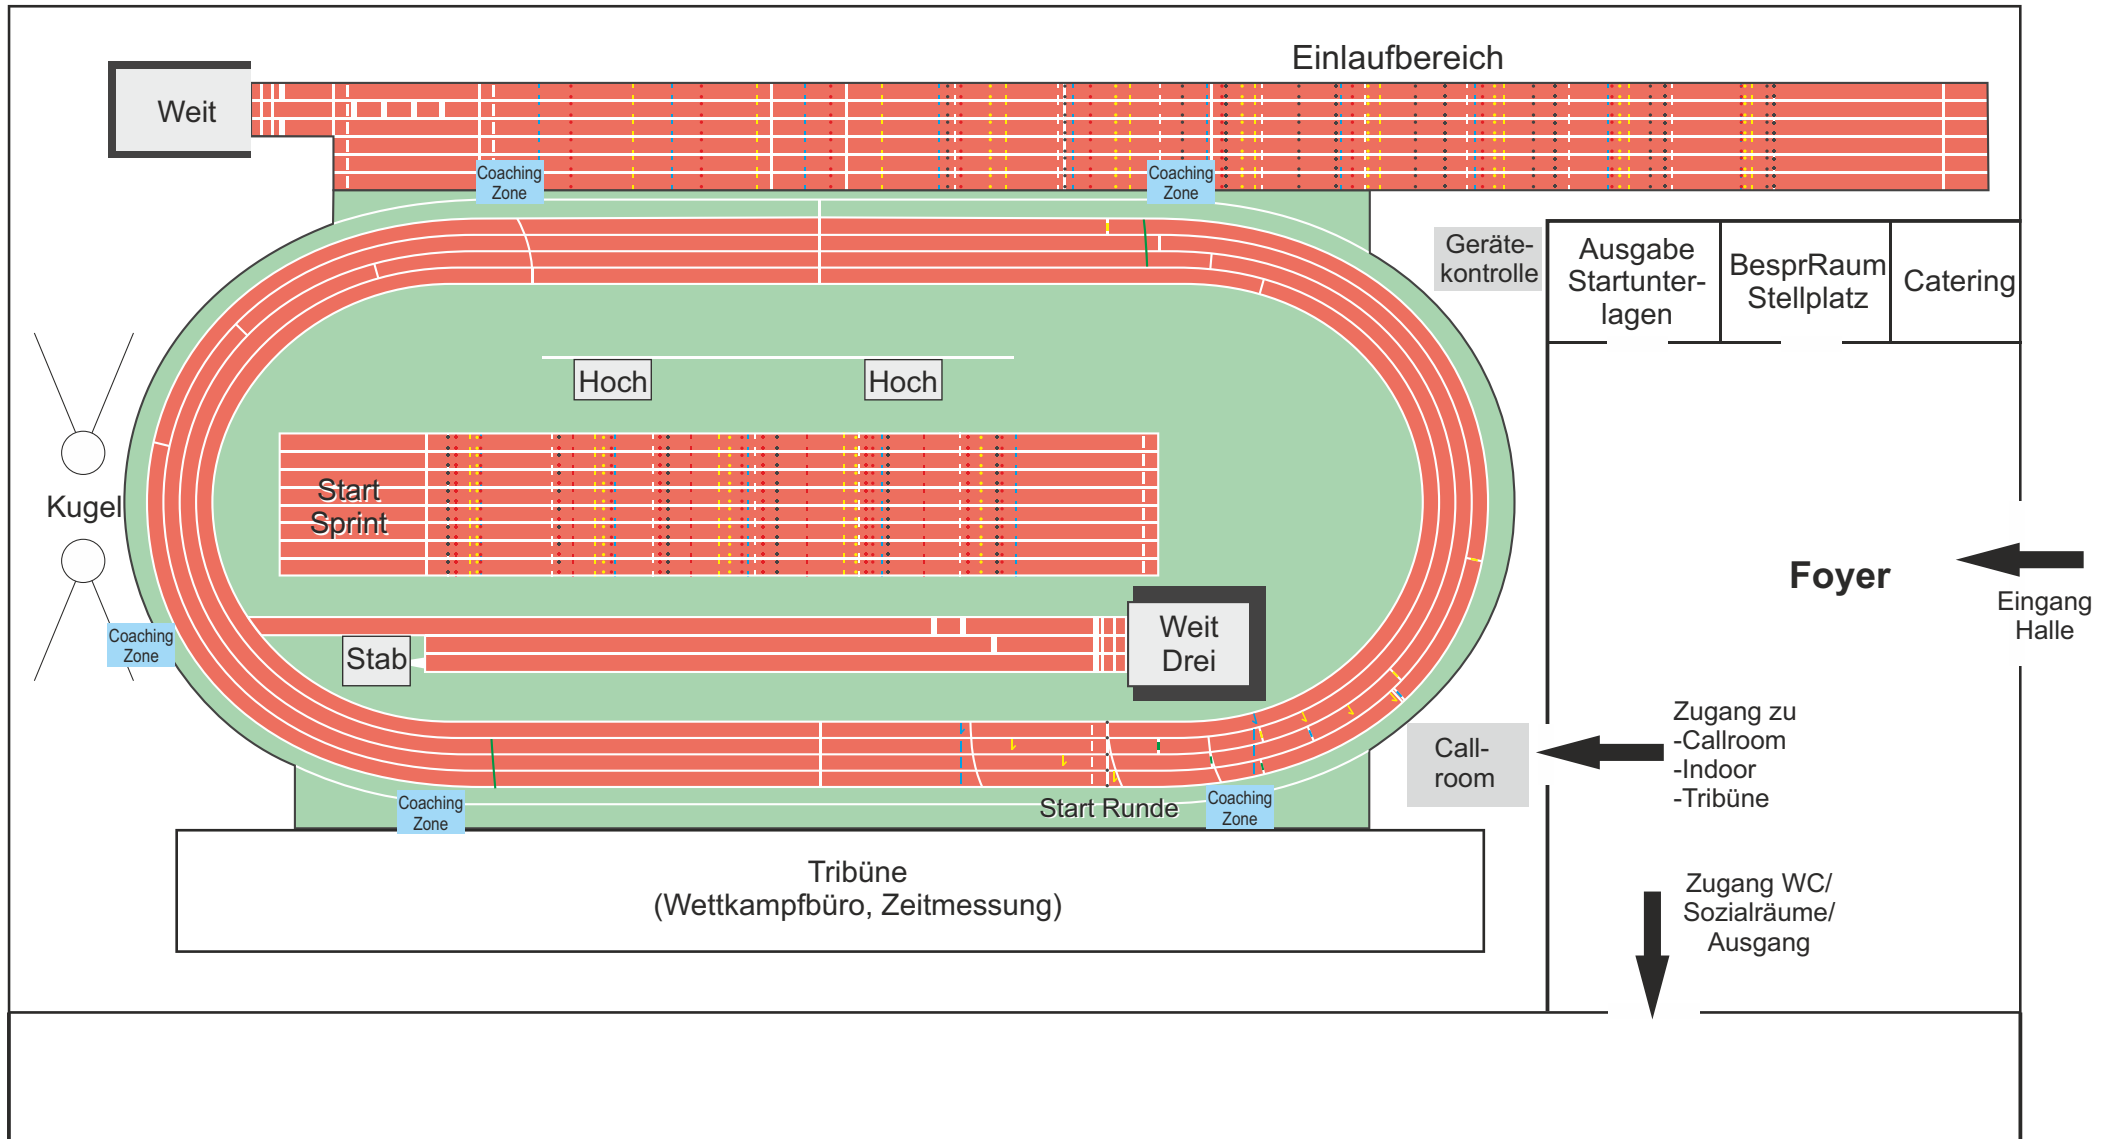 Einlaufbereich
Weit
Coaching
Zone
Coaching
Zone
Geräte-
kontrolle
Ausgabe
Startunter-
lagen
BesprRaum
Stellplatz
Catering
Hoch
Hoch
Kugel
Start
Sprint
Foyer
Eingang
Halle
Coaching
Zone
Stab
Weit
Drei
Call-
room
Zugang zu
-Callroom
-Indoor
-Tribüne
Coaching
Zone
Start Runde
Coaching
Zone
Tribüne
(Wettkampfbüro, Zeitmessung)
Zugang WC/
Sozialräume/
Ausgang